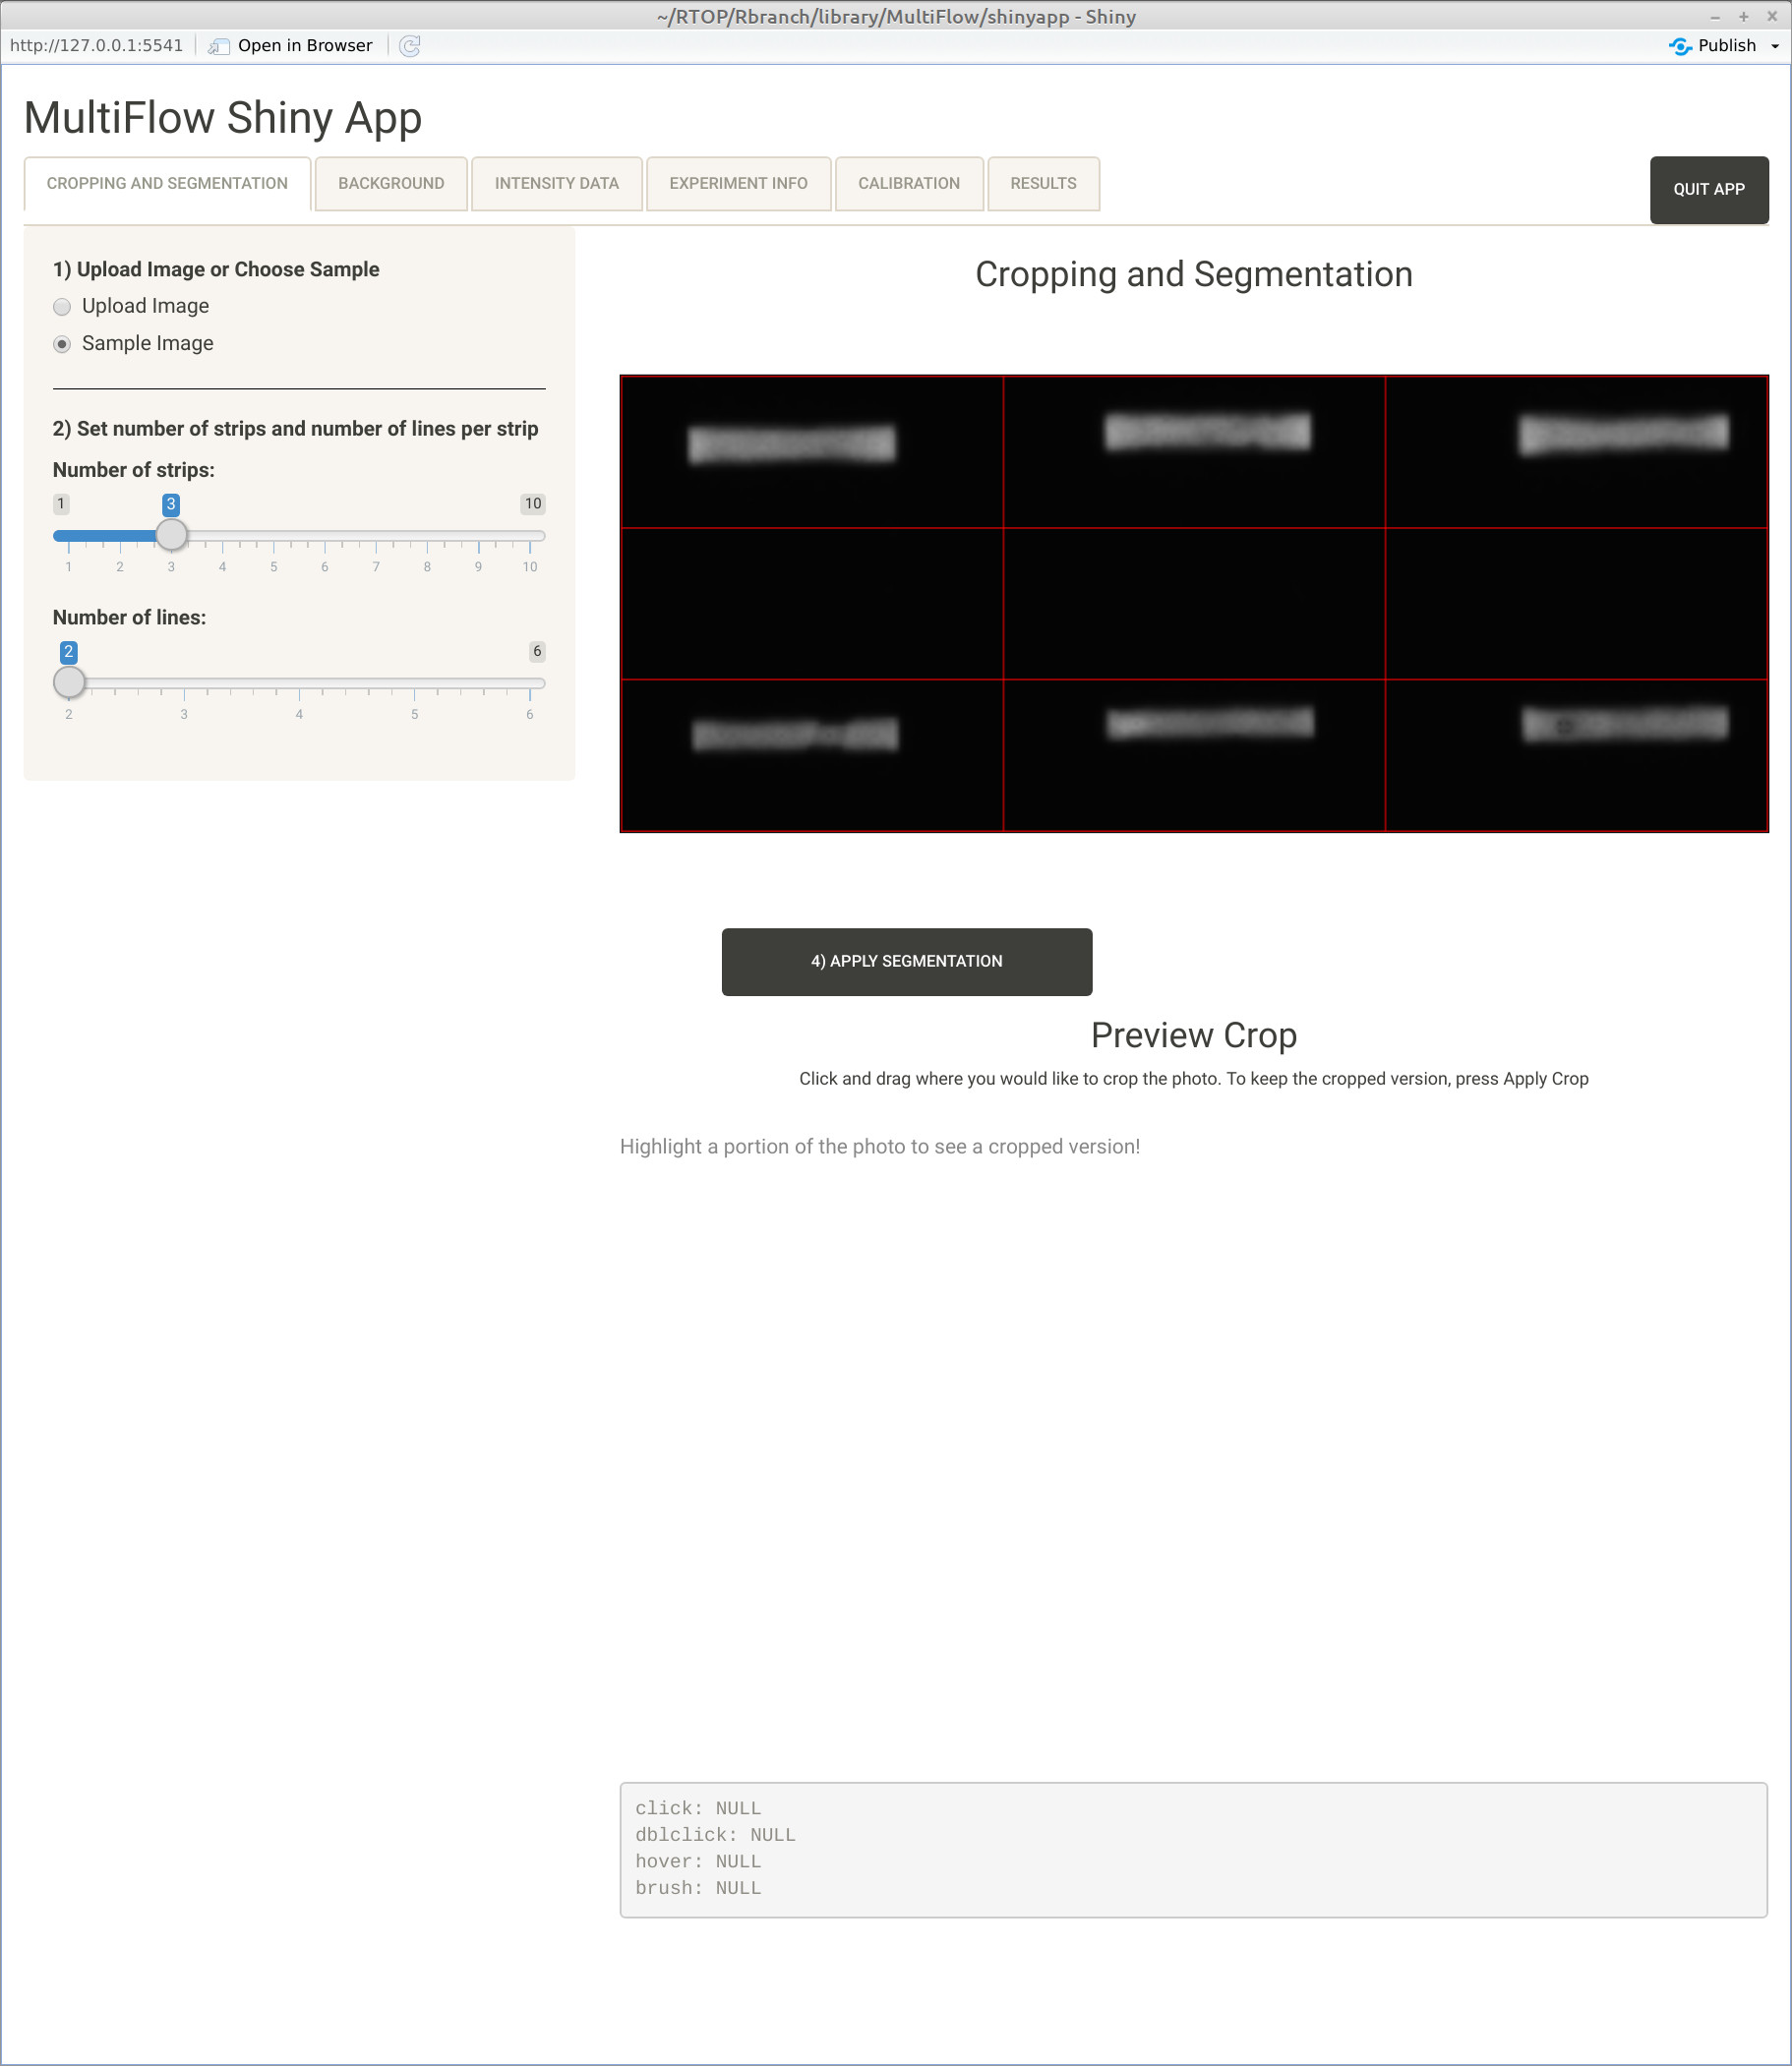 ~/RTOP/Rbranch/library/MultiFlow/shinyapp - Shiny
http://127.0.0.1:5541 Open in Browser Publish
MultiFlow Shiny App
CROPPING AND SEGMENTATION BACKGROUND INTENSITY DATA EXPERIMENT INFO CALIBRATION RESULTS QUIT APP
1) Upload Image or Choose Sample
Upload Image
Sample Image
2) Set number of strips and number of lines per strip
Number of strips:
1 3 10
1 2 3 4 5 6 7 8 9 10
Number of lines:
2 6
2 3 4 5 6
Cropping and Segmentation
4) APPLY SEGMENTATION
Preview Crop
Click and drag where you would like to crop the photo. To keep the cropped version, press Apply Crop
Highlight a portion of the photo to see a cropped version!
click: NULL
dblclick: NULL
hover: NULL
brush: NULL